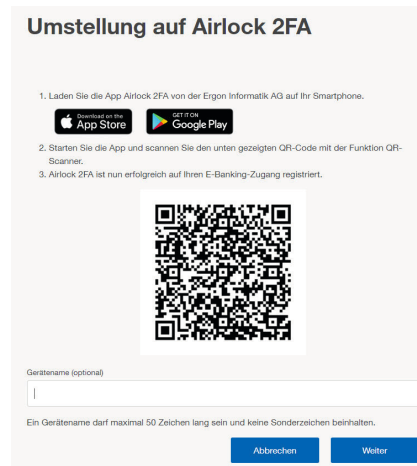 Umstellung auf Airlock 2FA
1. Laden Sie die App Airlock 2FA von der Ergon Informatik AG auf Ihr Smartphone.
Download on the
App Store
GET IT ON
Google Play
2. Starten Sie die App und scannen Sie den unten gezeigten QR-Code mit der Funktion QR-
Scanner.
3. Airlock 2FA ist nun erfolgreich auf Ihren E-Banking-Zugang registriert.
Gerätename (optional)
Ein Gerätename darf maximal 50 Zeichen lang sein und keine Sonderzeichen beinhalten.
Abbrechen
Weiter